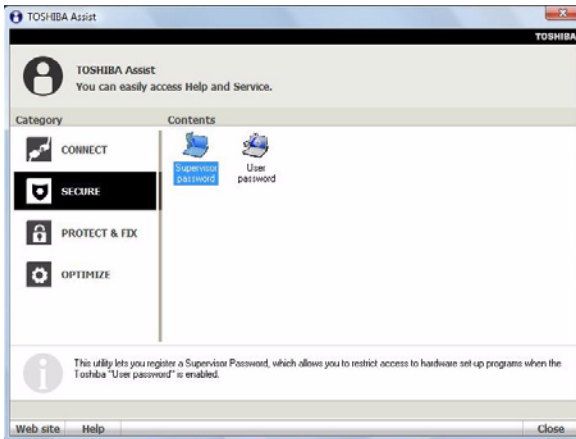 TOSHIBA Assist
TOSHIBA
TOSHIBA Assist
You can easily access Help and Service.
Category
Contents
CONNECT
SECURE
PROTECT & FIX
OPTIMIZE
Supervisor
password
User
password
This utility lets you register a Supervisor Password, which allows you to restrict access to hardware set-up programs when the
Toshiba "User password" is enabled.
Web site
Help
Close